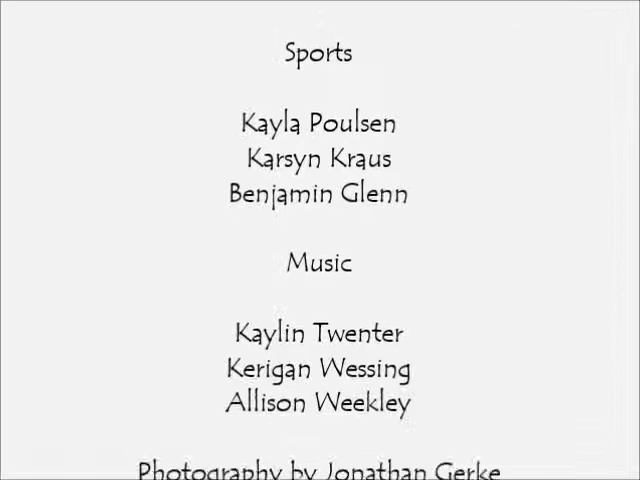 Sports
Kayla Poulsen
Karsyn Kraus
Benjamin Glenn
Music
Kaylin Twenter
Kerigan Wessing
Allison Weekley
Photography by Jonathan Gerke